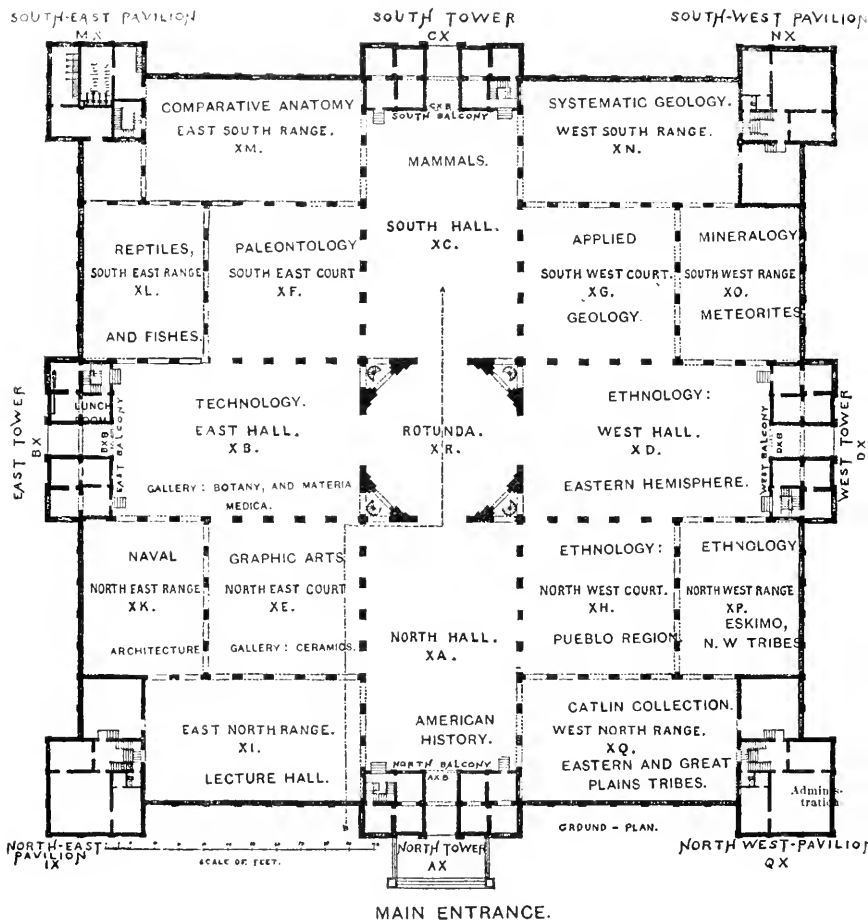 SOUTH-EAST PAVILION
MX
SOUTH TOWER
CX
SOUTH-WEST PAVILION
NX
Toilet
Rooms
CXB
SOUTH BALCONY
COMPARATIVE ANATOMY
EAST SOUTH RANGE.
XM.
MAMMALS.
SOUTH HALL.
XC.
SYSTEMATIC GEOLOGY.
WEST SOUTH RANGE.
XN.
REPTILES,
SOUTH EAST RANGE
XL.
AND FISHES.
PALEONTOLOGY
SOUTH EAST COURT
XF.
APPLIED
SOUTH WEST COURT.
XG.
GEOLOGY.
MINERALOGY
SOUTH WEST RANGE
XO.
METEORITES
EAST TOWER
BX
LUNCH
ROOM
BXB
EAST BALCONY
TECHNOLOGY.
EAST HALL.
XB.
GALLERY: BOTANY, AND MATERIA
MEDICA.
ROTUNDA.
XR.
ETHNOLOGY:
WEST HALL.
XD.
EASTERN HEMISPHERE.
WEST BALCONY
DXB
WEST TOWER
DX
NAVAL
NORTH EAST RANGE
XK.
ARCHITECTURE
GRAPHIC ARTS
NORTH EAST COURT
XE.
GALLERY: CERAMICS.
NORTH HALL.
XA.
AMERICAN
HISTORY.
ETHNOLOGY:
NORTH WEST COURT.
XH.
PUEBLO REGION.
ETHNOLOGY
NORTH WEST RANGE
XP.
ESKIMO,
N.W TRIBES
EAST NORTH RANGE.
XI.
LECTURE HALL.
NORTH BALCONY
AXB
CATLIN COLLECTION.
WEST NORTH RANGE.
XQ.
EASTERN AND GREAT
PLAINS TRIBES.
Adminis-
tration
NORTH-EAST
PAVILION
IX
SCALE OF FEET.
NORTH TOWER
AX
GROUND-PLAN.
NORTH WEST-PAVILION
QX
MAIN ENTRANCE.